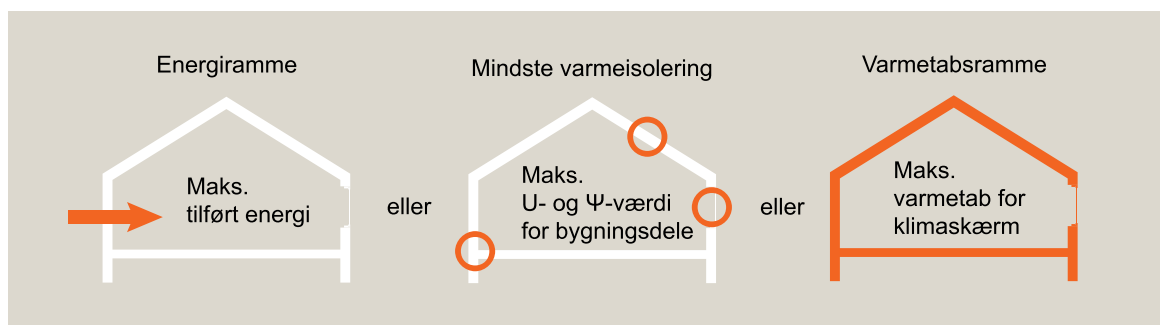 Energiramme
Maks.
tilført energi
eller
Mindste varmeisolering
Maks.
U- og Ψ-værdi
for bygningsdele
eller
Varmetabsramme
Maks.
varmetab for
klimaskærm